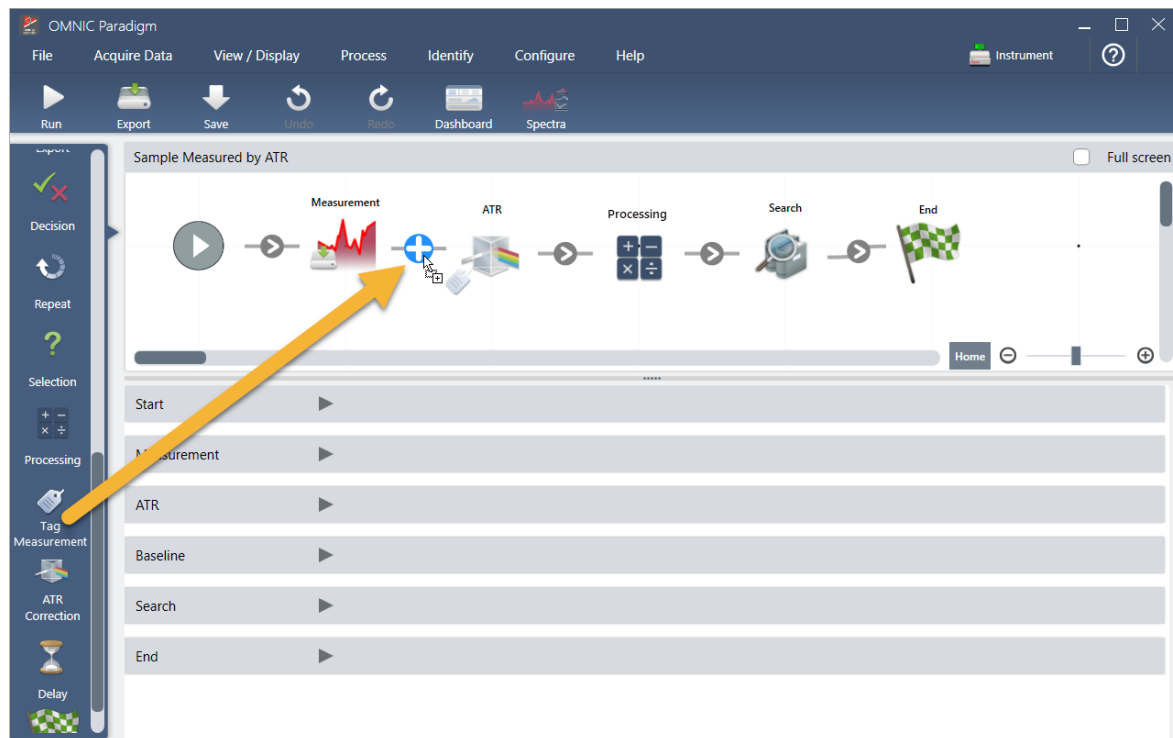 OMNIC Paradigm
File Acquire Data View / Display Process Identify Configure Help Instrument
Run Export Save Undo Redo Dashboard Spectra
Export
Decision
Repeat
Selection
Processing
Tag
Measurement
ATR
Correction
Delay
Sample Measured by ATR Full screen
Measurement ATR Processing Search End
Home
Start
Measurement
ATR
Baseline
Search
End